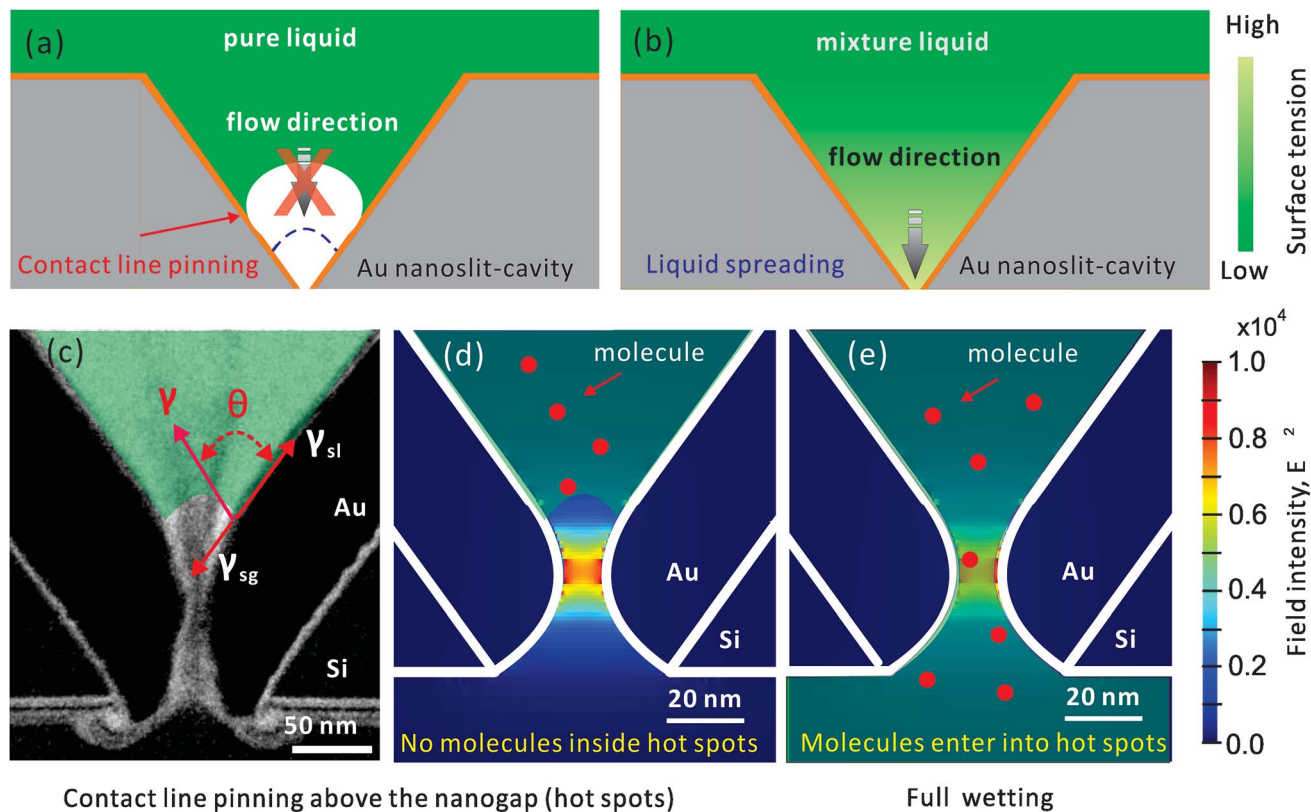 (a)
pure liquid
flow direction
Contact line pinning
Au nanoslit-cavity
(b)
mixture liquid
flow direction
Liquid spreading
Au nanoslit-cavity
High
Low
Surface tension
(c)
γ
θ
γsl
γsg
Au
Si
50 nm
(d)
molecule
Au
Si
20 nm
No molecules inside hot spots
(e)
molecule
Au
Si
20 nm
Molecules enter into hot spots
x10⁴
1.0
0.8
0.6
0.4
0.2
0.0
Field intensity, E²
Contact line pinning above the nanogap (hot spots)
Full wetting